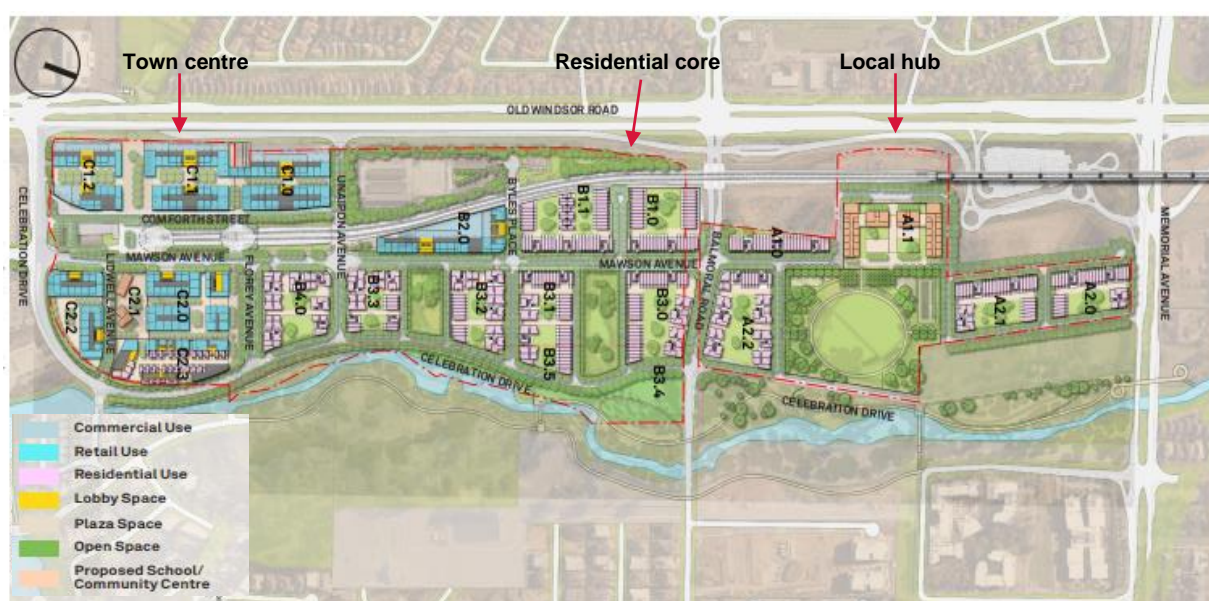 Town centre
Residential core
Local hub
OLD WINDSOR ROAD
C1.2
C1.1
C1.0
COMFORTH STREET
UNAIPON AVENUE
BYLES PLACE
B2.0
B1.1
B1.0
A1.0
A1.1
CELEBRATION DRIVE
MAWSON AVENUE
MAWSON AVENUE
BALMORAL ROAD
MEMORIAL AVENUE
LIDWELL AVENUE
FLOREY AVENUE
C2.2
C2.1
C2.0
C2.3
B4.0
B3.3
B3.2
B3.1
B3.0
B3.5
B3.4
A2.2
A2.1
A2.0
CELEBRATION DRIVE
CELEBRATION DRIVE
Commercial Use
Retail Use
Residential Use
Lobby Space
Plaza Space
Open Space
Proposed School/
Community Centre